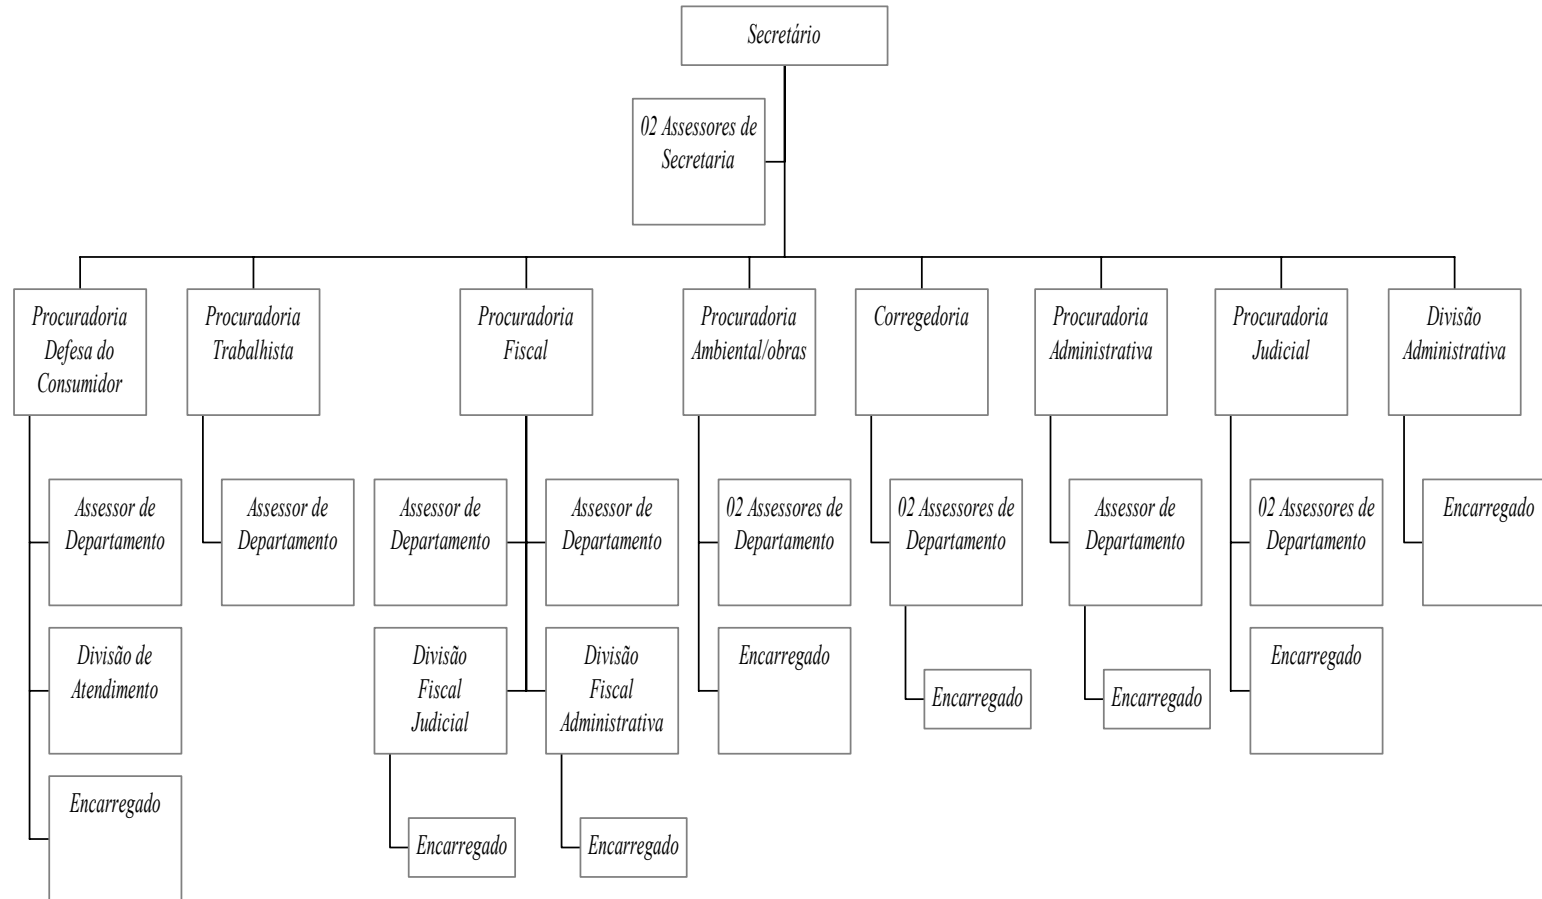 Secretário
02 Assessores de
Secretaria
Procuradoria
Defesa do
Consumidor
Procuradoria
Trabalhista
Procuradoria
Fiscal
Procuradoria
Ambiental/obras
Corregedoria
Procuradoria
Administrativa
Procuradoria
Judicial
Divisão
Administrativa
Assessor de
Departamento
Assessor de
Departamento
Assessor de
Departamento
Assessor de
Departamento
02 Assessores de
Departamento
02 Assessores de
Departamento
Assessor de
Departamento
02 Assessores de
Departamento
Encarregado
Divisão de
Atendimento
Divisão
Fiscal
Judicial
Divisão
Fiscal
Administrativa
Encarregado
Encarregado
Encarregado
Encarregado
Encarregado
Encarregado
Encarregado